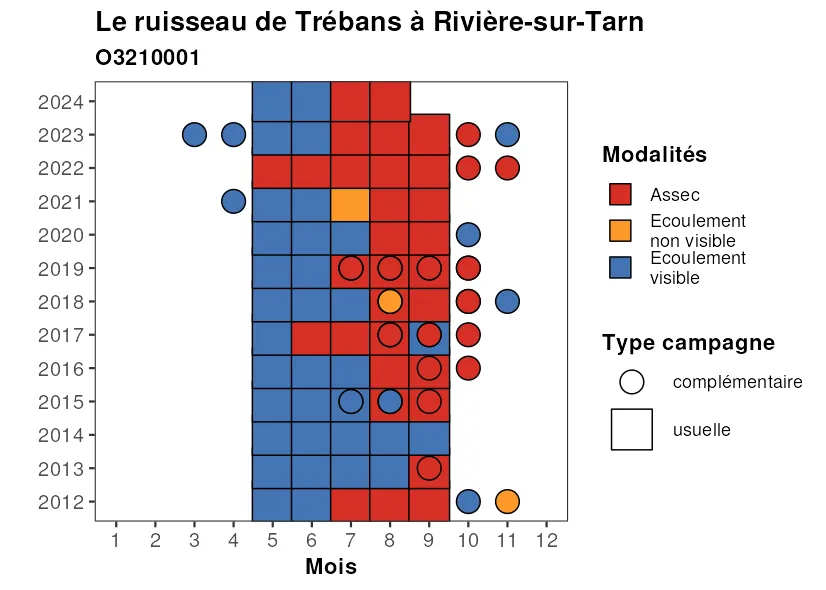 Le ruisseau de Trébans à Rivière-sur-Tarn
O3210001
2024
2023
2022
2021
2020
2019
2018
2017
2016
2015
2014
2013
2012
1 2 3 4 5 6 7 8 9 10 11 12
Mois
Modalités
Assec
Ecoulement
non visible
Ecoulement
visible
Type campagne
complémentaire
usuelle